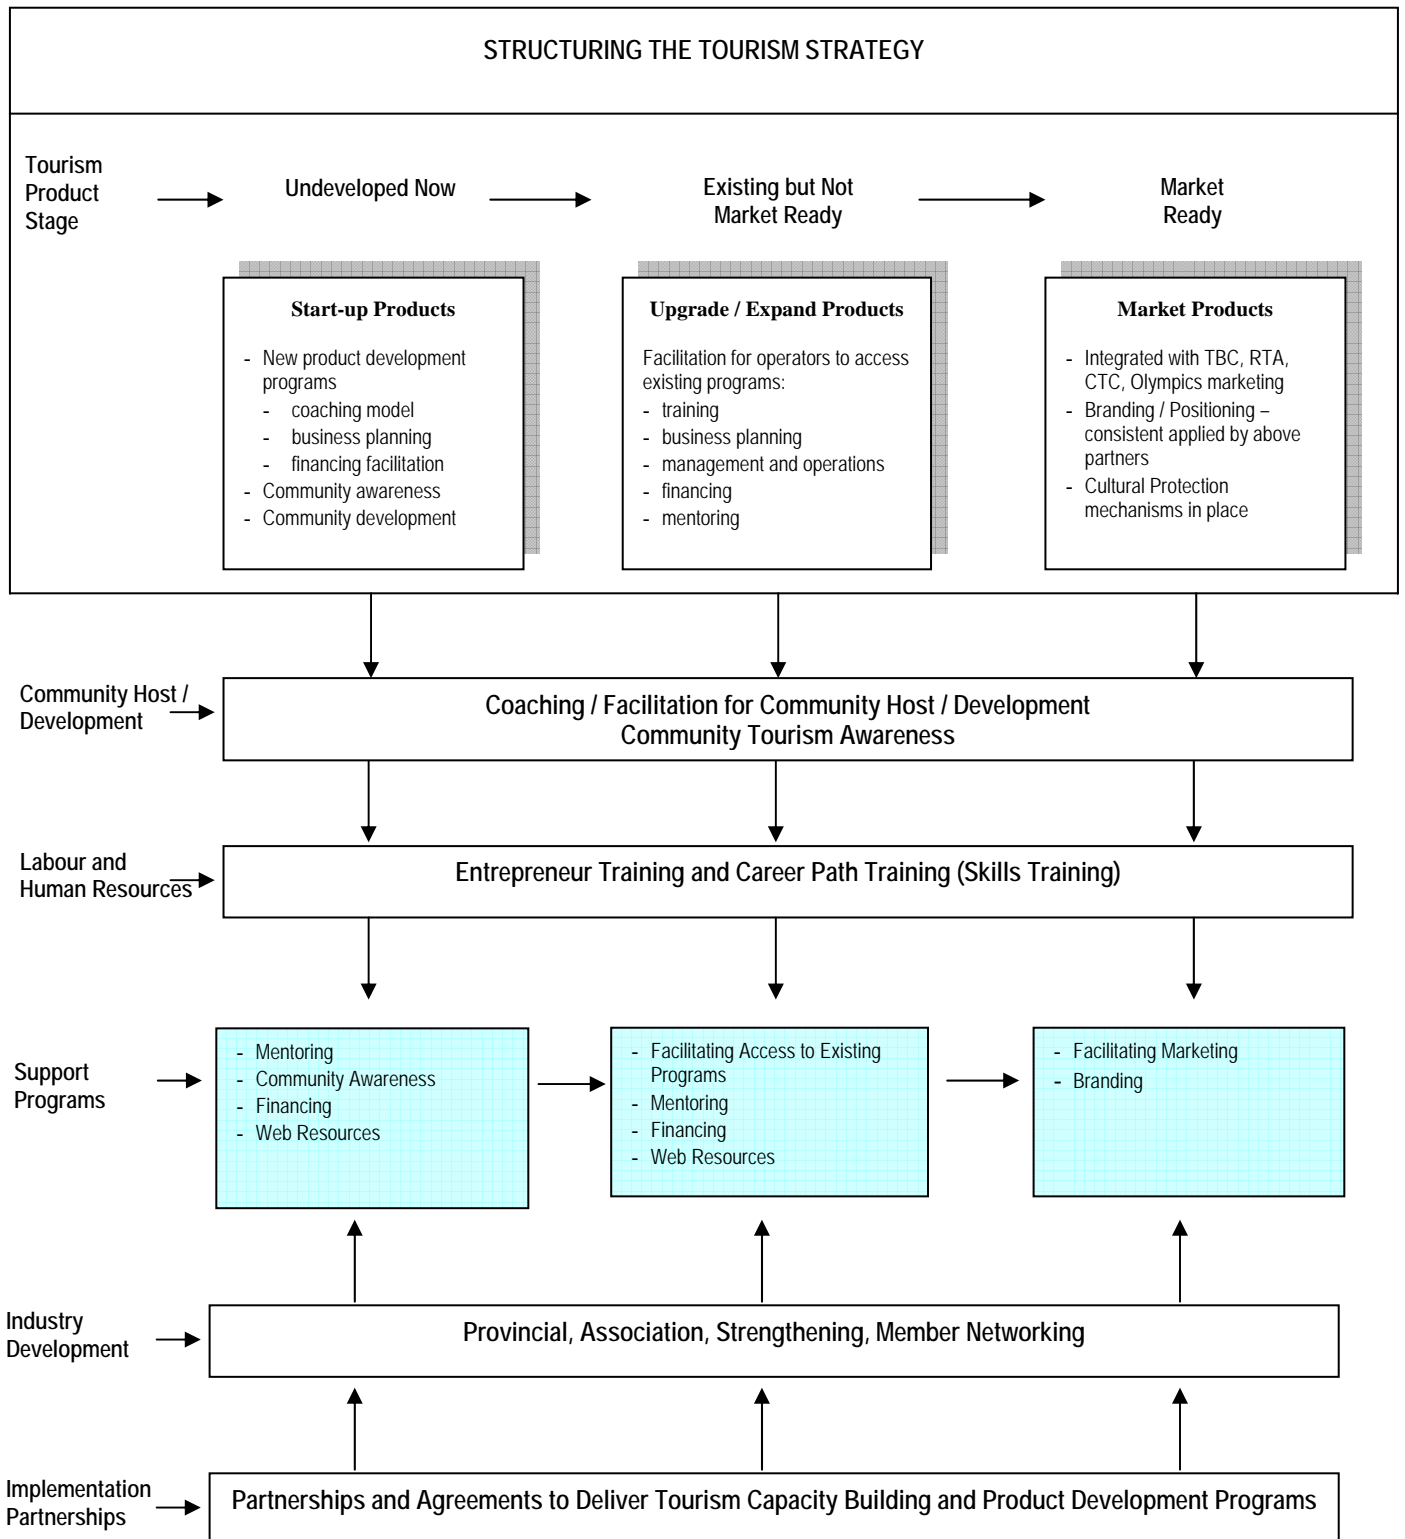 STRUCTURING THE TOURISM STRATEGY
Tourism
Product
Stage
Undeveloped Now
Existing but Not
Market Ready
Market
Ready
Start-up Products
- New product development
programs
- coaching model
- business planning
- financing facilitation
- Community awareness
- Community development
Upgrade / Expand Products
Facilitation for operators to access
existing programs:
- training
- business planning
- management and operations
- financing
- mentoring
Market Products
- Integrated with TBC, RTA,
CTC, Olympics marketing
- Branding / Positioning –
consistent applied by above
partners
- Cultural Protection
mechanisms in place
Community Host /
Development
Coaching / Facilitation for Community Host / Development
Community Tourism Awareness
Labour and
Human Resources
Entrepreneur Training and Career Path Training (Skills Training)
Support
Programs
- Mentoring
- Community Awareness
- Financing
- Web Resources
- Facilitating Access to Existing
Programs
- Mentoring
- Financing
- Web Resources
- Facilitating Marketing
- Branding
Industry
Development
Provincial, Association, Strengthening, Member Networking
Implementation
Partnerships
Partnerships and Agreements to Deliver Tourism Capacity Building and Product Development Programs